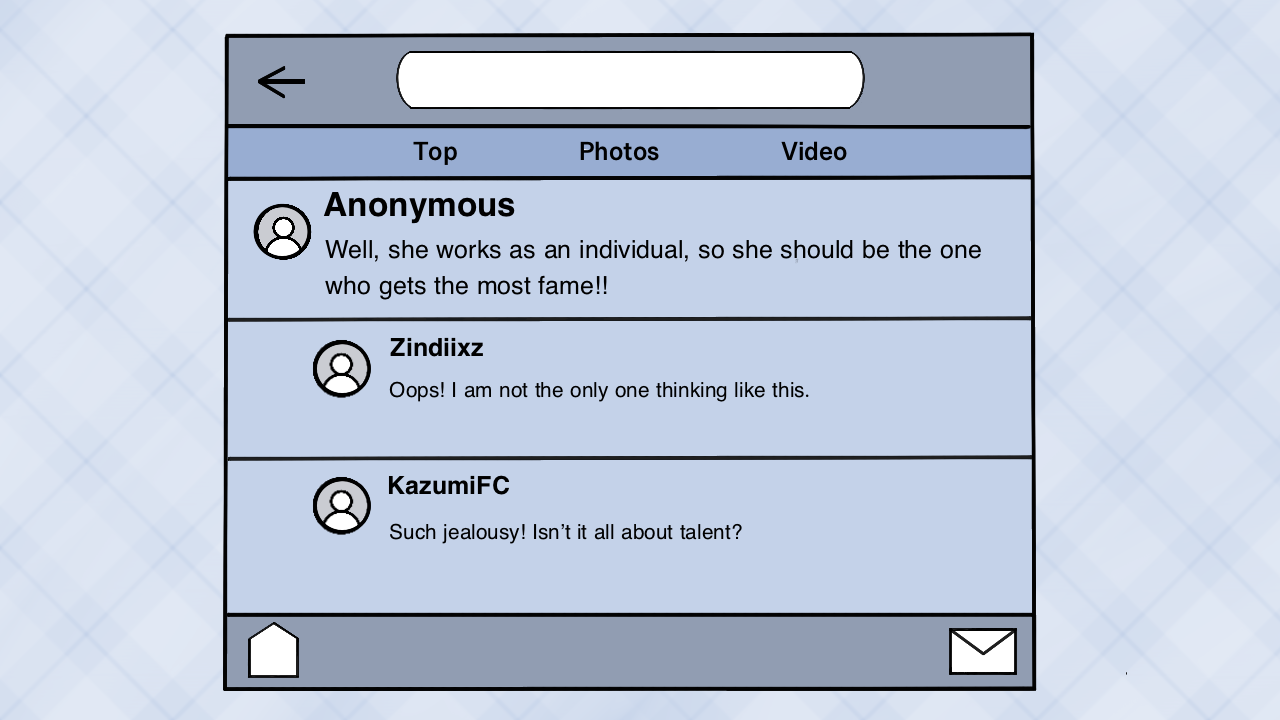 Top Photos Video
Anonymous
Well, she works as an individual, so she should be the one
who gets the most fame!!
Zindiixz
Oops! I am not the only one thinking like this.
KazumiFC
Such jealousy! Isn’t it all about talent?